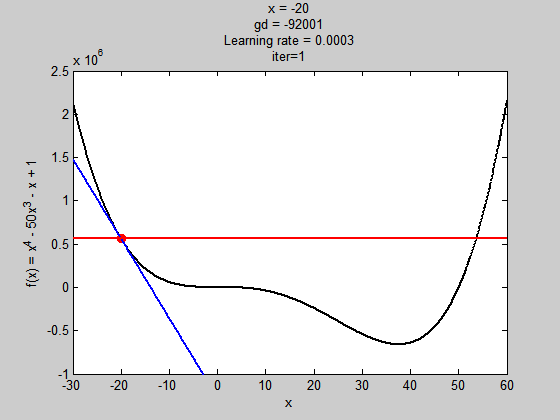 x = -20
gd = -92001
Learning rate = 0.0003
iter=1
x 10^6
2.5
2
1.5
1
0.5
0
-0.5
-1
f(x) = x^4 - 50x^3 - x + 1
-30 -20 -10 0 10 20 30 40 50 60
x